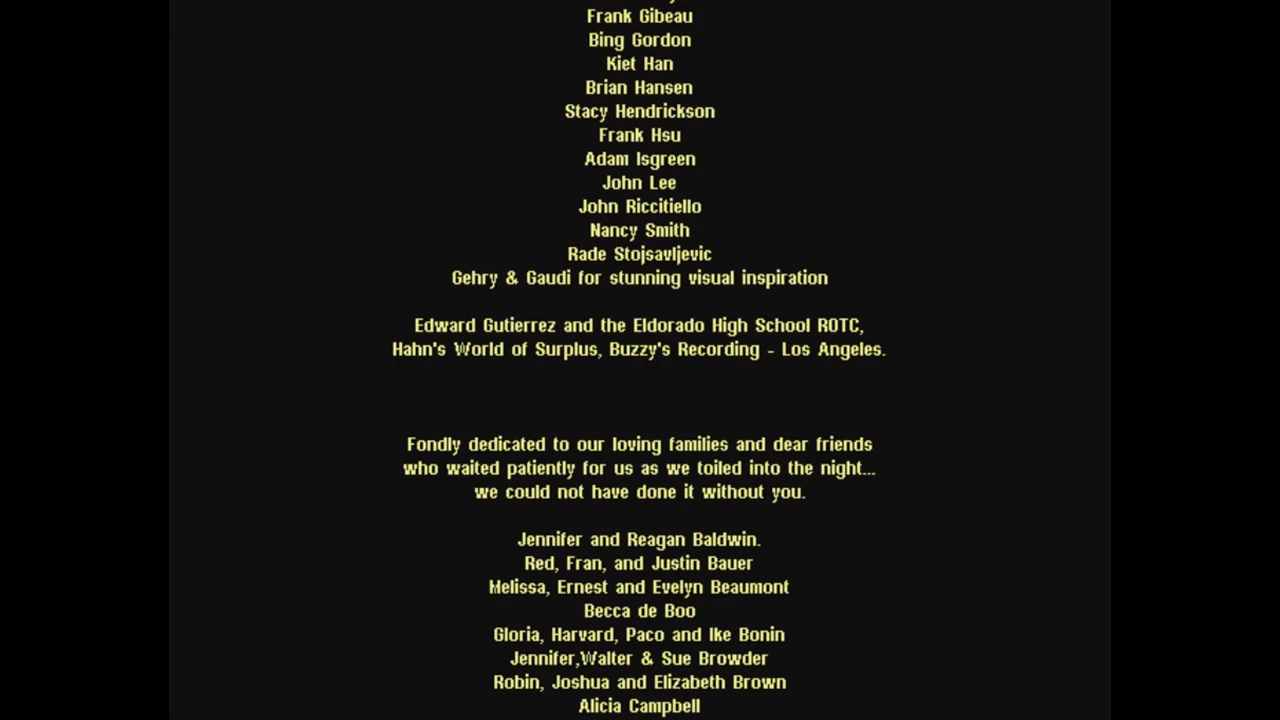 Frank Gibeau
Bing Gordon
Kiet Han
Brian Hansen
Stacy Hendrickson
Frank Hsu
Adam Isgreen
John Lee
John Riccitiello
Nancy Smith
Rade Stojsavljevic
Gehry & Gaudi for stunning visual inspiration
Edward Gutierrez and the Eldorado High School ROTC,
Hahn's World of Surplus, Buzzy's Recording - Los Angeles.
Fondly dedicated to our loving families and dear friends
who waited patiently for us as we toiled into the night...
we could not have done it without you.
Jennifer and Reagan Baldwin.
Red, Fran, and Justin Bauer
Melissa, Ernest and Evelyn Beaumont
Becca de Boo
Gloria, Harvard, Paco and Ike Bonin
Jennifer,Walter & Sue Browder
Robin, Joshua and Elizabeth Brown
Alicia Campbell